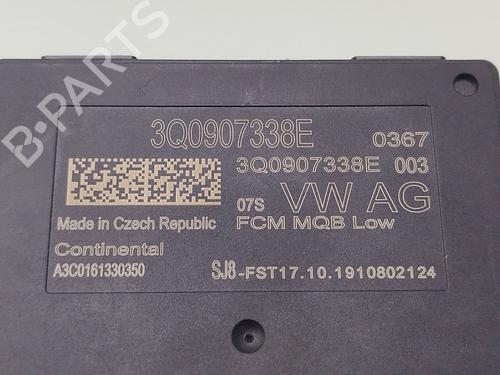 B-PARTS
3Q0907338E 0367
3Q0907338E 003
07S VW AG
Made in Czech Republic FCM MQB Low
Continental
A3C0161330350 SJ8-FST17.10.1910802124